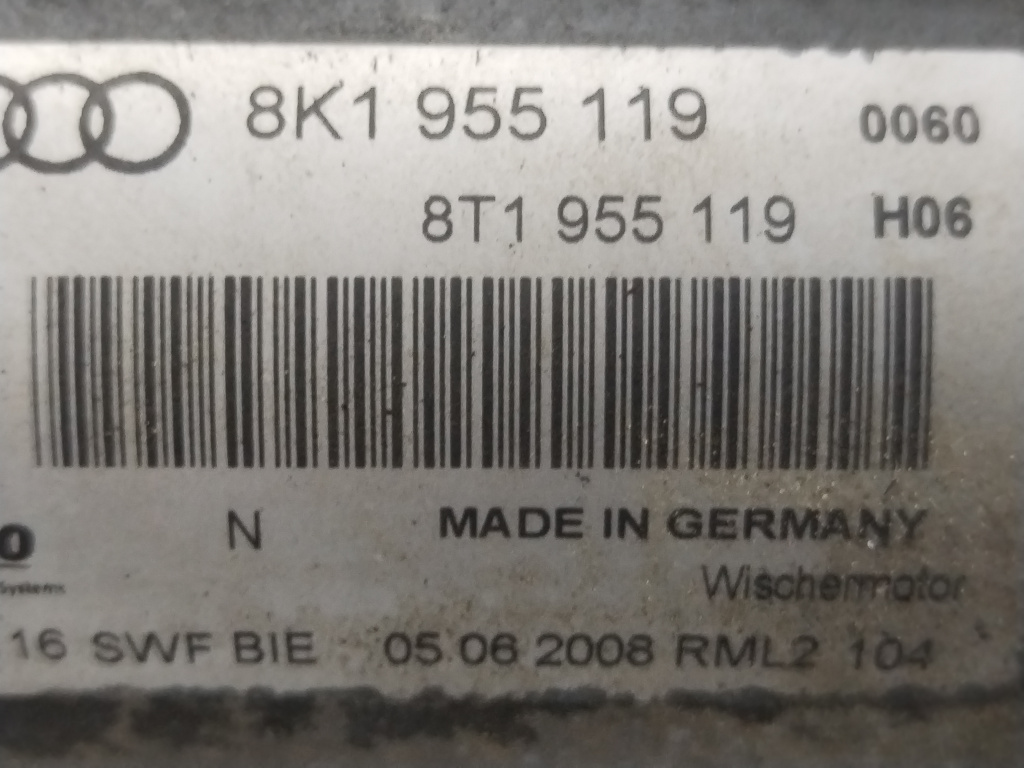 8K1 955 119 0060
8T1 955 119 H06
N MADE IN GERMANY
Systems
Wischermotor
16 SWF BIE 05.06.2008 RML2 104